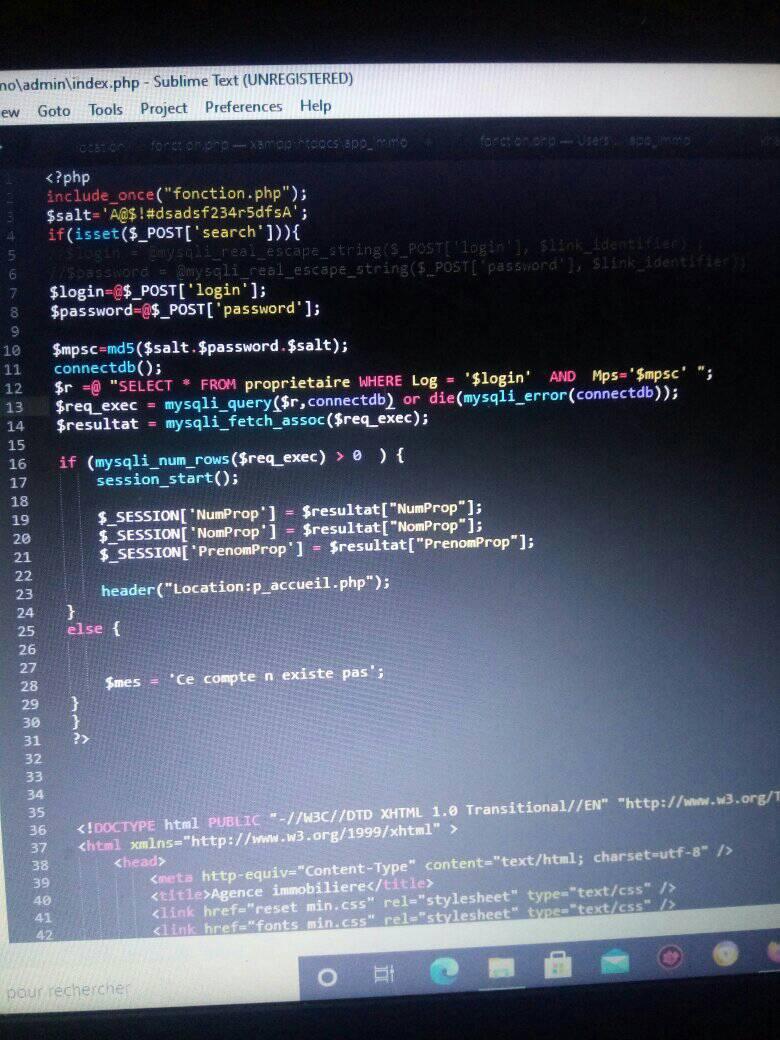 no\admin\index.php - Sublime Text (UNREGISTERED)
ew Goto Tools Project Preferences Help
fonction.php — xampp\htdocs\app_immo fonction.php — Users app_immo
1 <?php
2 include_once("fonction.php");
3 $salt='A@$!#dsadsf234r5dfsA';
4 if(isset($_POST['search'])){
5 //$login = @mysqli_real_escape_string($_POST['login'], $link_identifier) ;
6 //$password = @mysqli_real_escape_string($_POST['password'], $link_identifier);
7 $login=@$_POST['login'];
8 $password=@$_POST['password'];
9
10 $mpsc=md5($salt.$password.$salt);
11 connectdb();
12 $r =@ "SELECT * FROM proprietaire WHERE Log = '$login' AND Mps='$mpsc' ";
13 $req_exec = mysqli_query($r,connectdb) or die(mysqli_error(connectdb));
14 $resultat = mysqli_fetch_assoc($req_exec);
15
16 if (mysqli_num_rows($req_exec) > 0 ) {
17 session_start();
18
19 $_SESSION['NumProp'] = $resultat["NumProp"];
20 $_SESSION['NomProp'] = $resultat["NomProp"];
21 $_SESSION['PrenomProp'] = $resultat["PrenomProp"];
22
23 header("Location:p_accueil.php");
24 }
25 else {
26
27
28 $mes = 'Ce compte n existe pas';
29 }
30 }
31 ?>
32
33
34
35
36 <!DOCTYPE html PUBLIC "-//W3C//DTD XHTML 1.0 Transitional//EN" "http://www.w3.org/T
37 <html xmlns="http://www.w3.org/1999/xhtml" >
38 <head>
39 <meta http-equiv="Content-Type" content="text/html; charset=utf-8" />
40 <title>Agence immobiliere</title>
41 <link href="reset min.css" rel="stylesheet" type="text/css" />
42 <link href="fonts min.css" rel="stylesheet" type="text/css" />
pour rechercher